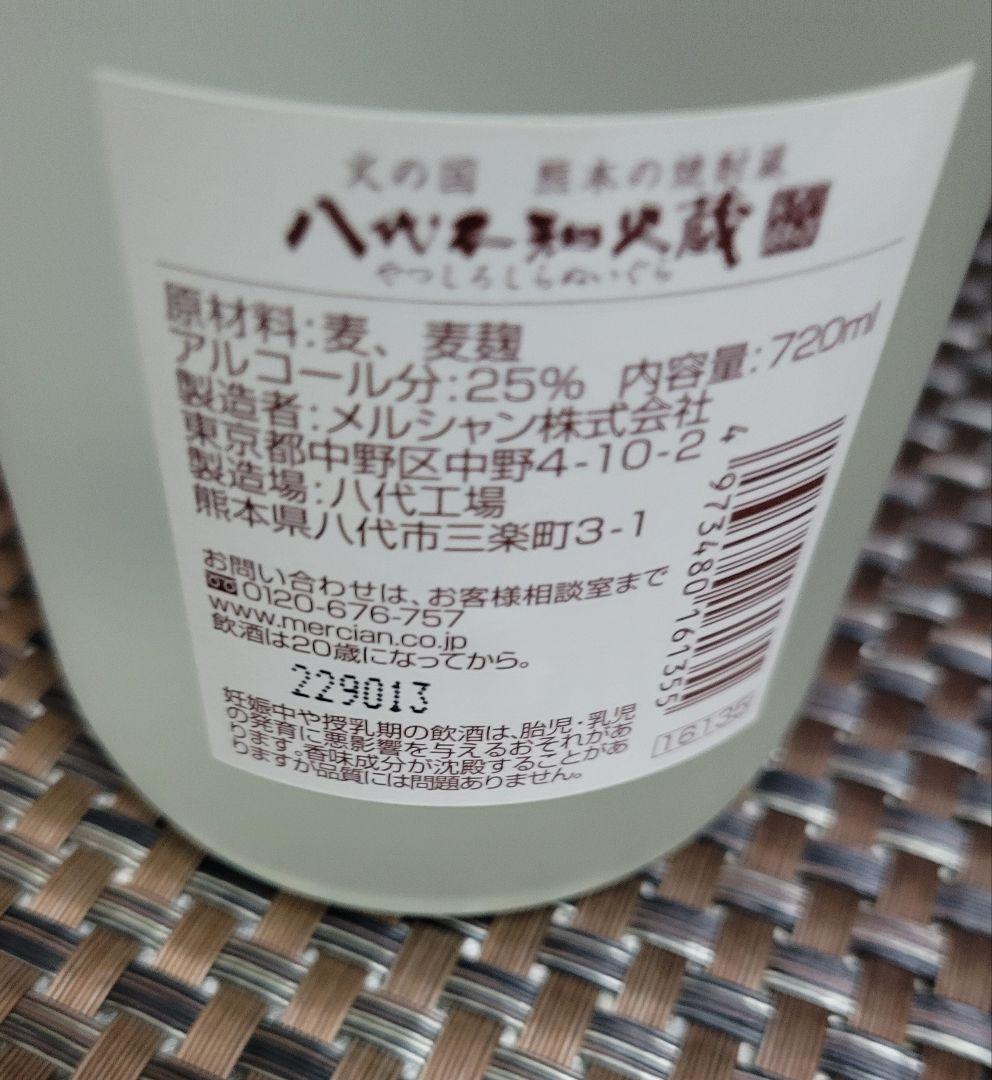 火の国 熊本の焼酎蔵
八代不知火蔵
やつしろしらぬいぐら
原材料:麦、麦麹
アルコール分:25% 内容量:720ml
製造者:メルシャン株式会社
東京都中野区中野4-10-2
製造場:八代工場
熊本県八代市三楽町3-1
お問い合わせは、お客様相談室まで
0120-676-757
www.mercian.co.jp
飲酒は20歳になってから。
229013
妊娠中や授乳期の飲酒は、胎児・乳児
の発育に悪影響を与えるおそれがあ
ります。香味成分が沈殿することがあ
りますが品質には問題ありません。
4 973480 161355
16135